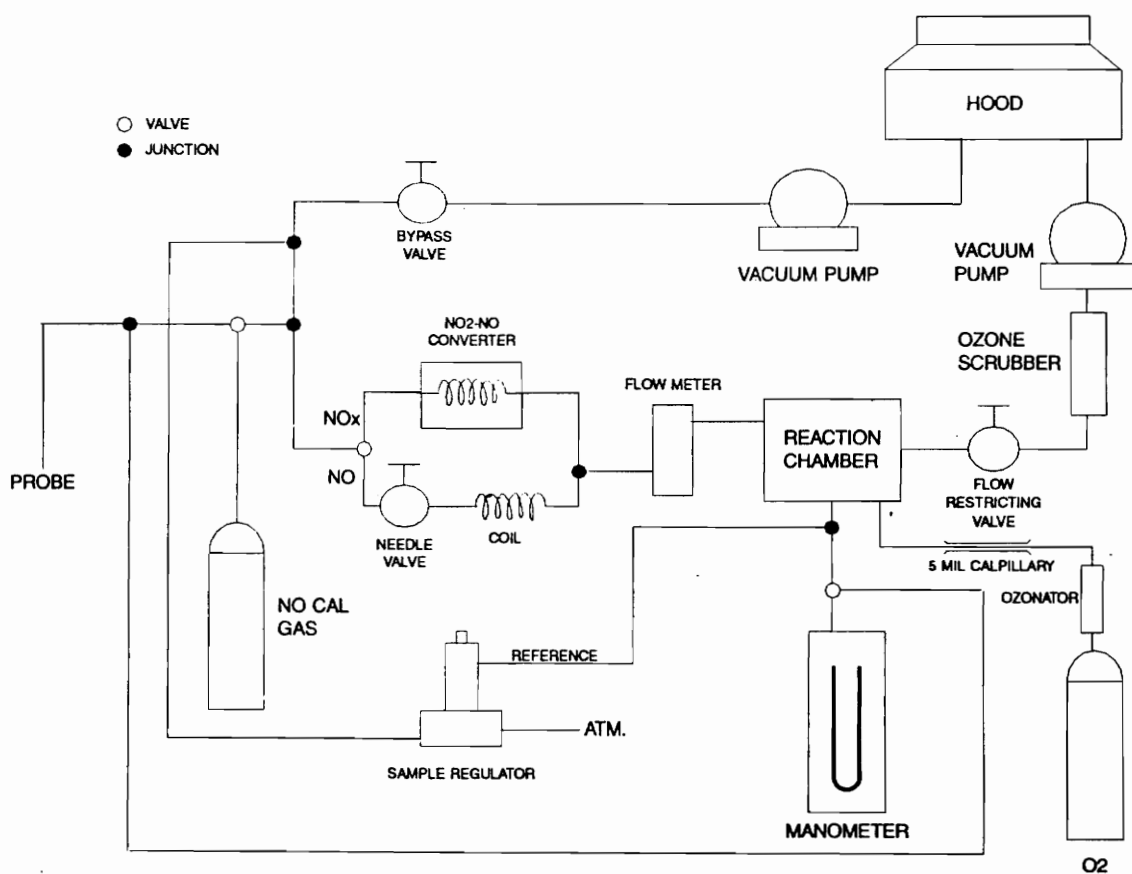 HOOD
VALVE
JUNCTION
BYPASS
VALVE
VACUUM PUMP
VACUUM
PUMP
NO2-NO
CONVERTER
OZONE
SCRUBBER
FLOW METER
NOx
REACTION
CHAMBER
PROBE
NO
FLOW
RESTRICTING
VALVE
NEEDLE
VALVE
COIL
5 MIL CALPILLARY
OZONATOR
NO CAL
GAS
REFERENCE
ATM.
SAMPLE REGULATOR
MANOMETER
O2